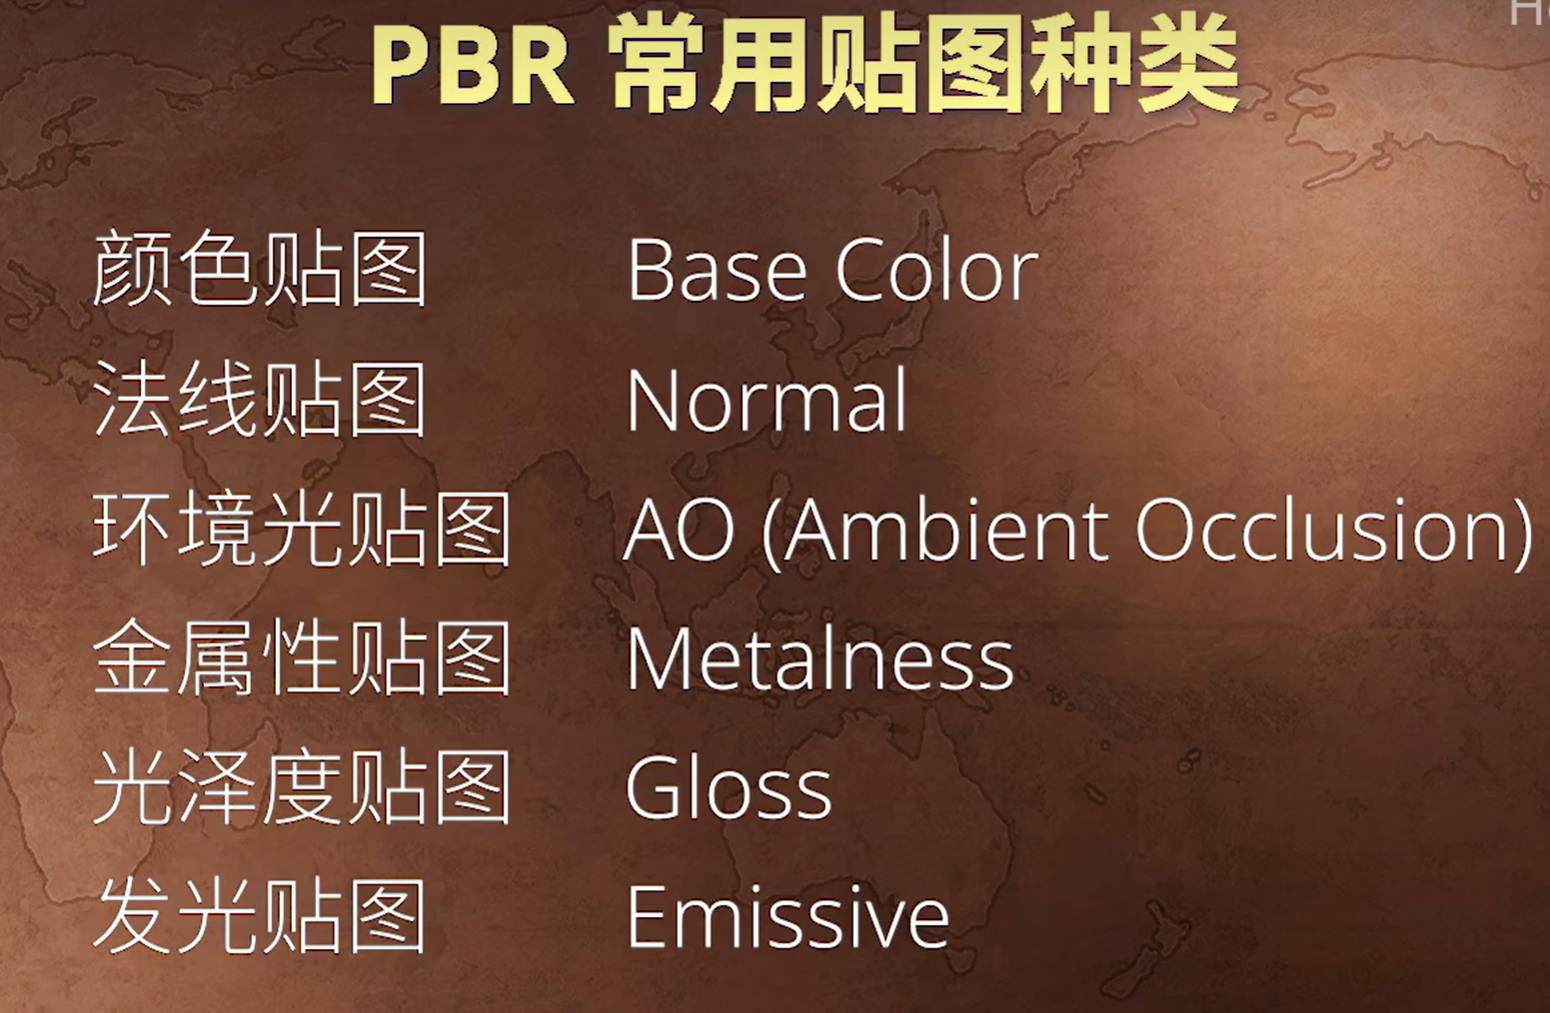 PBR 常用贴图种类
颜色贴图 Base Color
法线贴图 Normal
环境光贴图 AO (Ambient Occlusion)
金属性贴图 Metalness
光泽度贴图 Gloss
发光贴图 Emissive